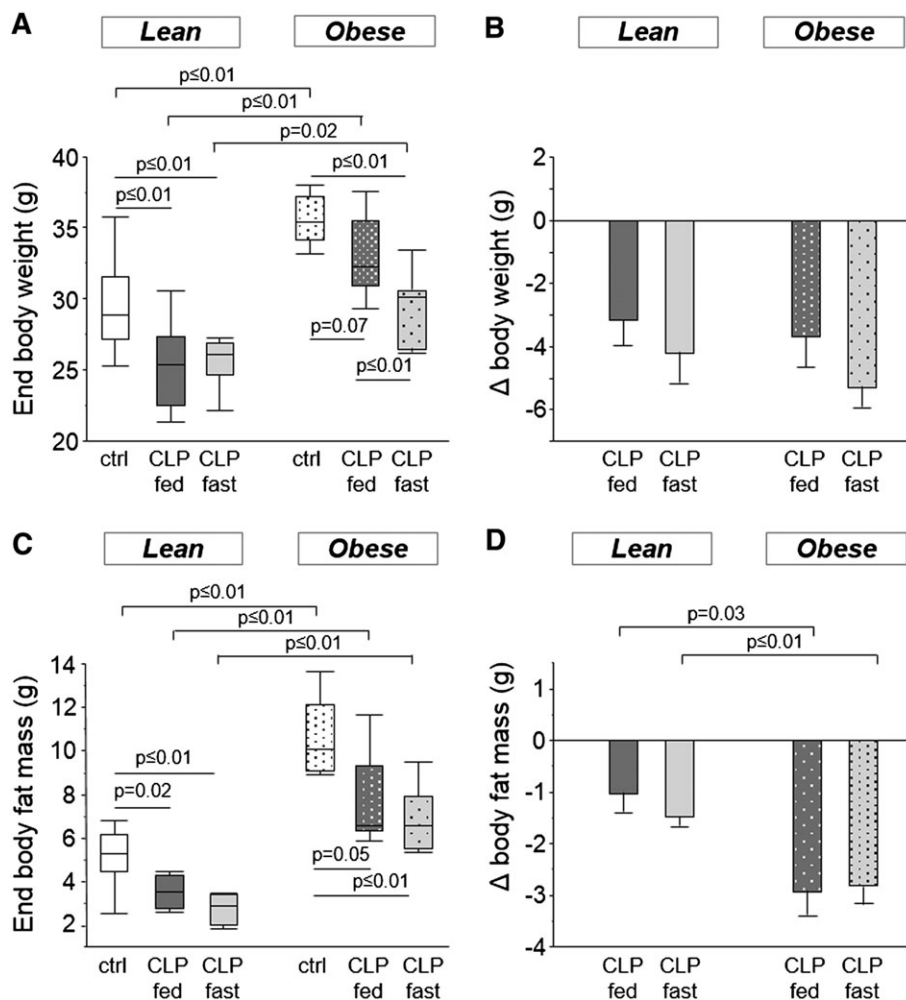 A
Lean
Obese
p≤0.01
p≤0.01
p=0.02
p≤0.01
p≤0.01
p≤0.01
p=0.07
p≤0.01
End body weight (g)
40
35
30
25
20
ctrl
CLP
fed
CLP
fast
ctrl
CLP
fed
CLP
fast
B
Lean
Obese
Δ body weight (g)
2
0
-2
-4
-6
CLP
fed
CLP
fast
CLP
fed
CLP
fast
C
Lean
Obese
p≤0.01
p≤0.01
p≤0.01
p≤0.01
p=0.02
p=0.05
p≤0.01
End body fat mass (g)
14
12
10
8
6
4
2
ctrl
CLP
fed
CLP
fast
ctrl
CLP
fed
CLP
fast
D
Lean
Obese
p=0.03
p≤0.01
Δ body fat mass (g)
1
0
-1
-2
-3
-4
CLP
fed
CLP
fast
CLP
fed
CLP
fast